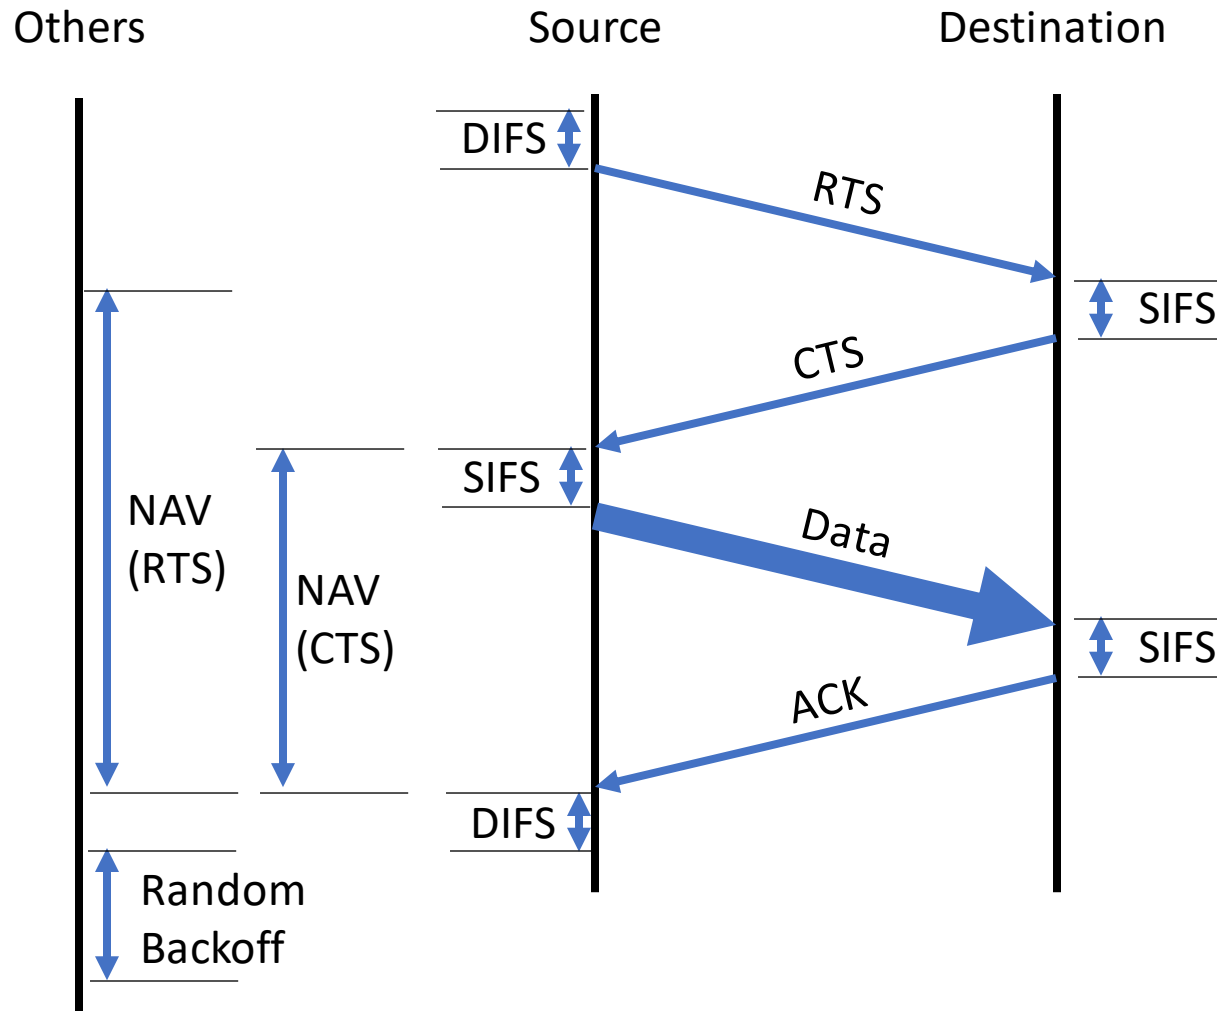 Others
Source
Destination
DIFS
RTS
SIFS
CTS
SIFS
NAV
(RTS)
Data
NAV
(CTS)
SIFS
ACK
DIFS
Random
Backoff